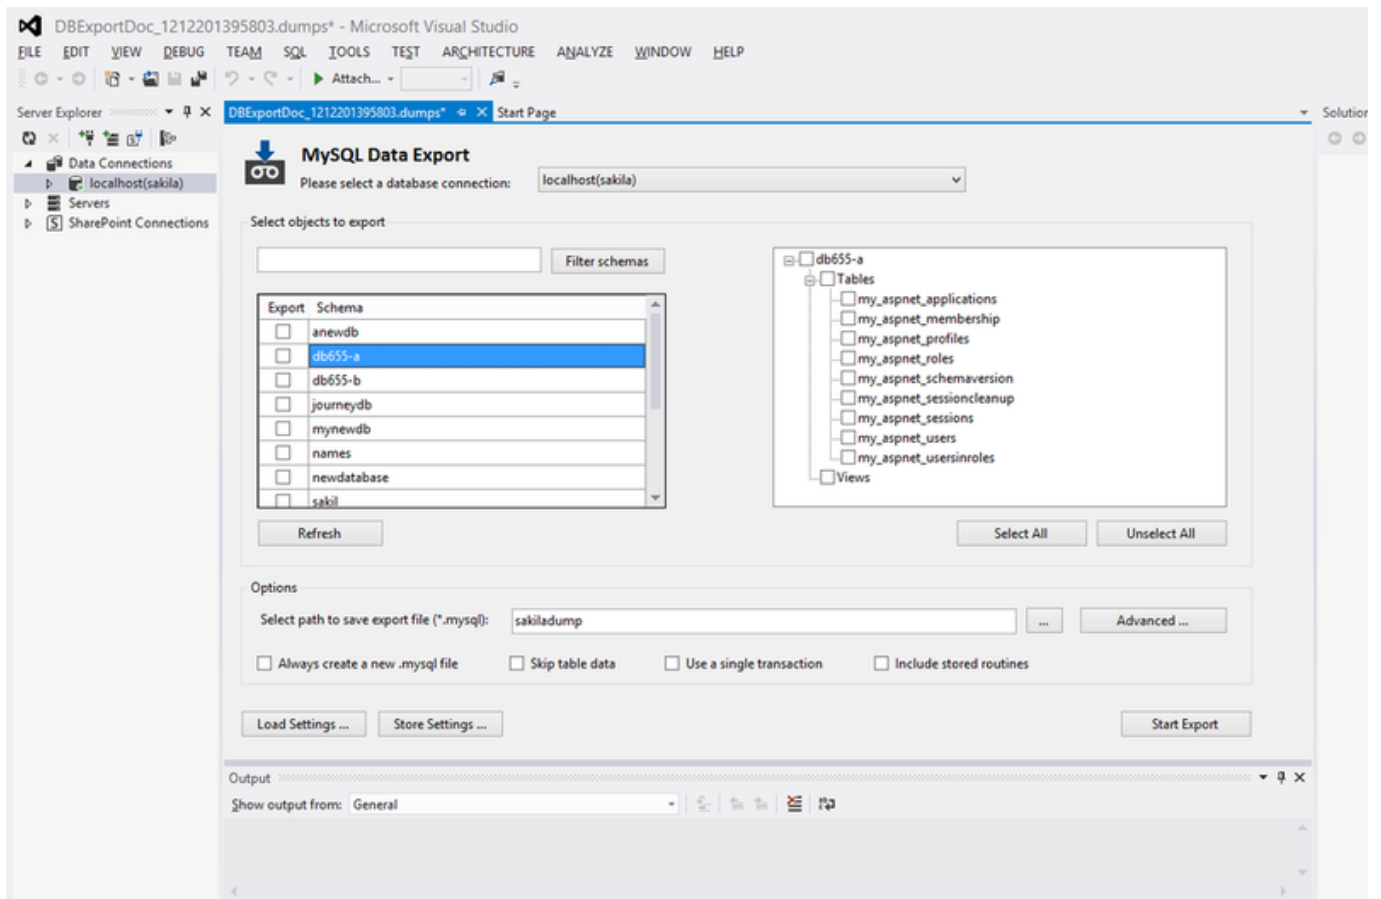 DBExportDoc_1212201395803.dumps* - Microsoft Visual Studio
FILE EDIT VIEW DEBUG TEAM SQL TOOLS TEST ARCHITECTURE ANALYZE WINDOW HELP
Attach...
Server Explorer
DBExportDoc_1212201395803.dumps* Start Page
Solution
Data Connections
localhost(sakila)
Servers
SharePoint Connections
MySQL Data Export
Please select a database connection: localhost(sakila)
Select objects to export
Filter schemas
Export Schema
anewdb
db655-a
db655-b
journeydb
mynewdb
names
newdatabase
sakil
Refresh
db655-a
Tables
my_aspnet_applications
my_aspnet_membership
my_aspnet_profiles
my_aspnet_roles
my_aspnet_schemaversion
my_aspnet_sessioncleanup
my_aspnet_sessions
my_aspnet_users
my_aspnet_usersinroles
Views
Select All Unselect All
Options
Select path to save export file (*.mysql): sakiladump ... Advanced ...
Always create a new .mysql file Skip table data Use a single transaction Include stored routines
Load Settings ... Store Settings ... Start Export
Output
Show output from: General